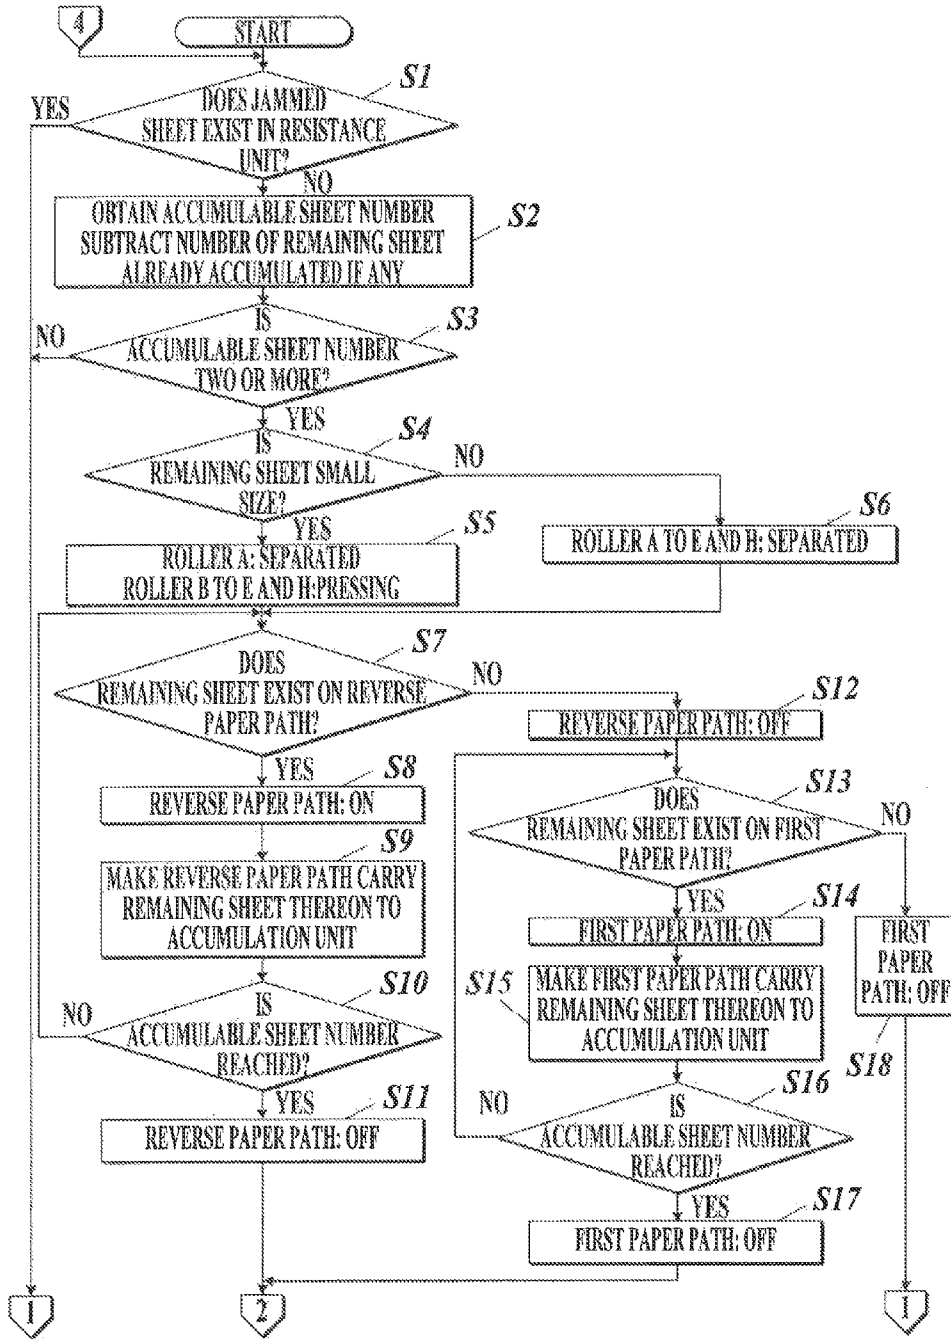 4
START
S1
YES
DOES JAMMED
SHEET EXIST IN RESISTANCE
UNIT?
NO
OBTAIN ACCUMULABLE SHEET NUMBER
SUBTRACT NUMBER OF REMAINING SHEET
ALREADY ACCUMULATED IF ANY
S2
IS
ACCUMULABLE SHEET NUMBER
TWO OR MORE?
S3
NO
YES
IS
REMAINING SHEET SMALL
SIZE?
S4
NO
YES
S5
ROLLER A: SEPARATED
ROLLER B TO E AND H:PRESSING
S6
ROLLER A TO E AND H: SEPARATED
S7
DOES
REMAINING SHEET EXIST ON REVERSE
PAPER PATH?
NO
YES
S8
REVERSE PAPER PATH: ON
S9
MAKE REVERSE PAPER PATH CARRY
REMAINING SHEET THEREON TO
ACCUMULATION UNIT
S10
IS
ACCUMULABLE SHEET NUMBER
REACHED?
NO
YES
S11
REVERSE PAPER PATH: OFF
S12
REVERSE PAPER PATH: OFF
S13
DOES
REMAINING SHEET EXIST ON FIRST
PAPER PATH?
NO
YES
S14
FIRST PAPER PATH: ON
S15
MAKE FIRST PAPER PATH CARRY
REMAINING SHEET THEREON TO
ACCUMULATION UNIT
S16
IS
ACCUMULABLE SHEET NUMBER
REACHED?
NO
YES
S17
FIRST PAPER PATH: OFF
FIRST
PAPER
PATH: OFF
S18
1
2
1